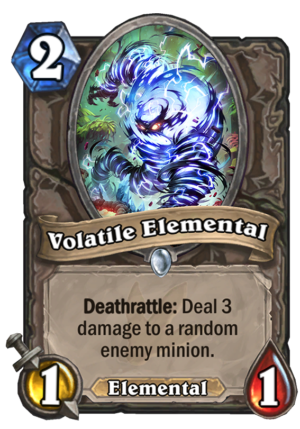 2
Volatile Elemental
Deathrattle: Deal 3
damage to a random
enemy minion.
Elemental
1
1